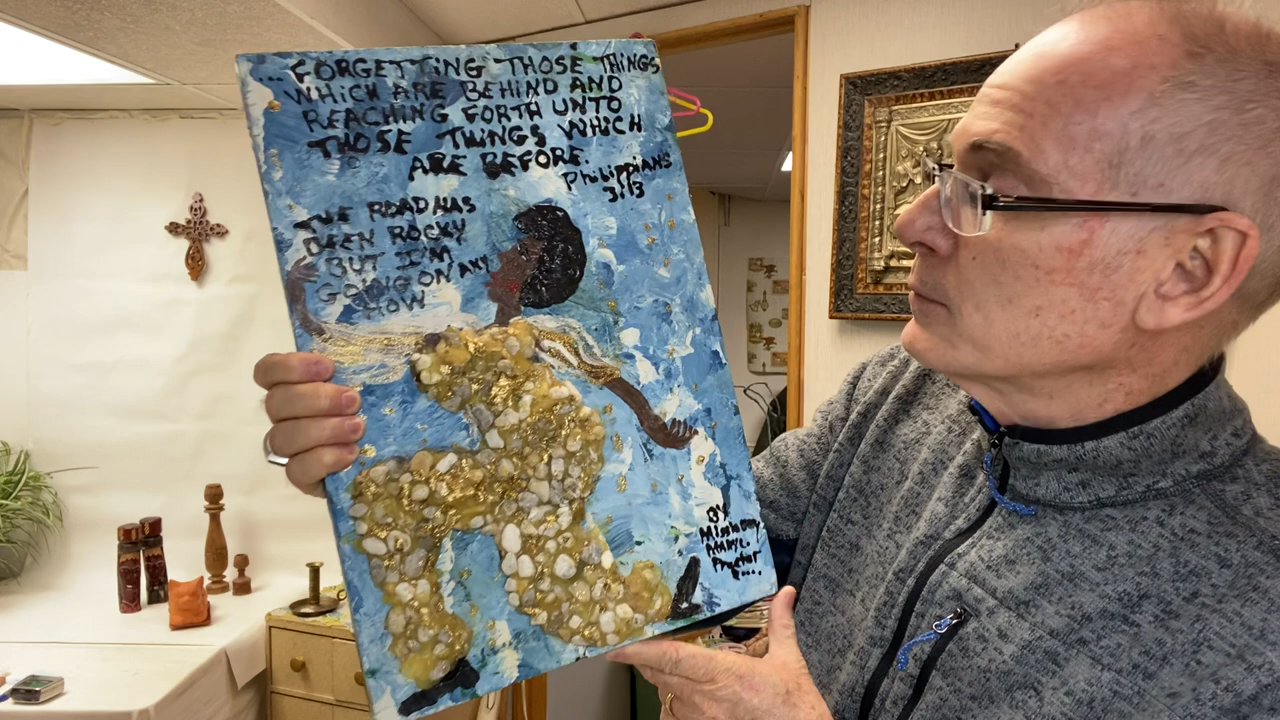 ... FORGETTING THOSE THINGS
WHICH ARE BEHIND AND
REACHING FORTH UNTO
THOSE THINGS WHICH
ARE BEFORE.
Philippians
3:13
THE ROAD HAS
BEEN ROCKY
BUT I'M
GOING ON ANY
HOW
BY
Missionary
MARY L.
Proctor